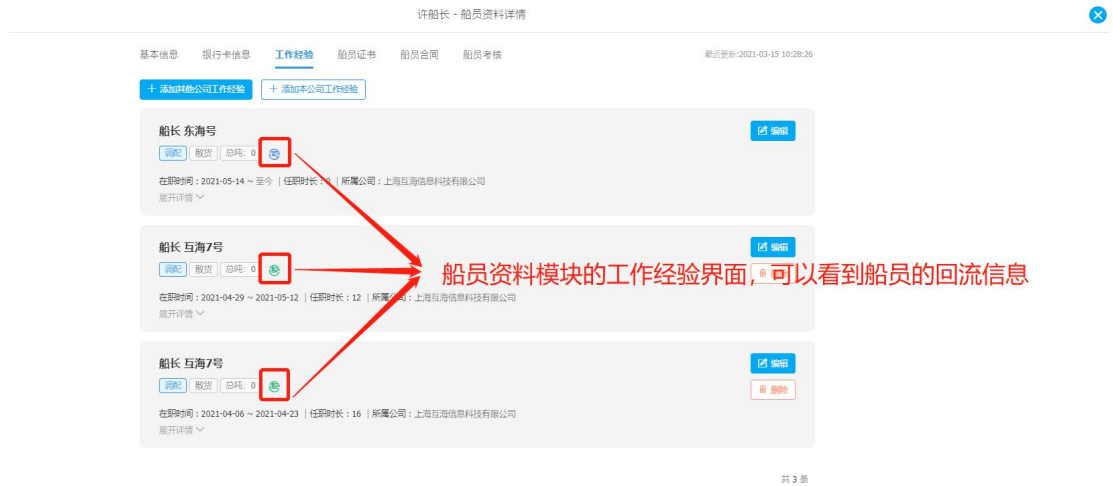 许船长 - 船员资料详情
基本信息 银行卡信息 工作经验 船员证书 船员合同 船员考核 最近更新:2021-03-15 10:28:26
+ 添加其他公司工作经验 + 添加本公司工作经验
船长 东海号 编辑
调配 散货 总吨: 0
在职时间：2021-05-14 ~ 至今 | 任职时长：0 | 所属公司：上海互海信息科技有限公司
展开详情
船长 互海7号 编辑
调配 散货 总吨: 0
船员资料模块的工作经验界面，可以看到船员的回流信息
在职时间：2021-04-29 ~ 2021-05-12 | 任职时长：12 | 所属公司：上海互海信息科技有限公司
展开详情
船长 互海7号 编辑
调配 散货 总吨: 0 删除
在职时间：2021-04-06 ~ 2021-04-23 | 任职时长：16 | 所属公司：上海互海信息科技有限公司
展开详情
共 3 条